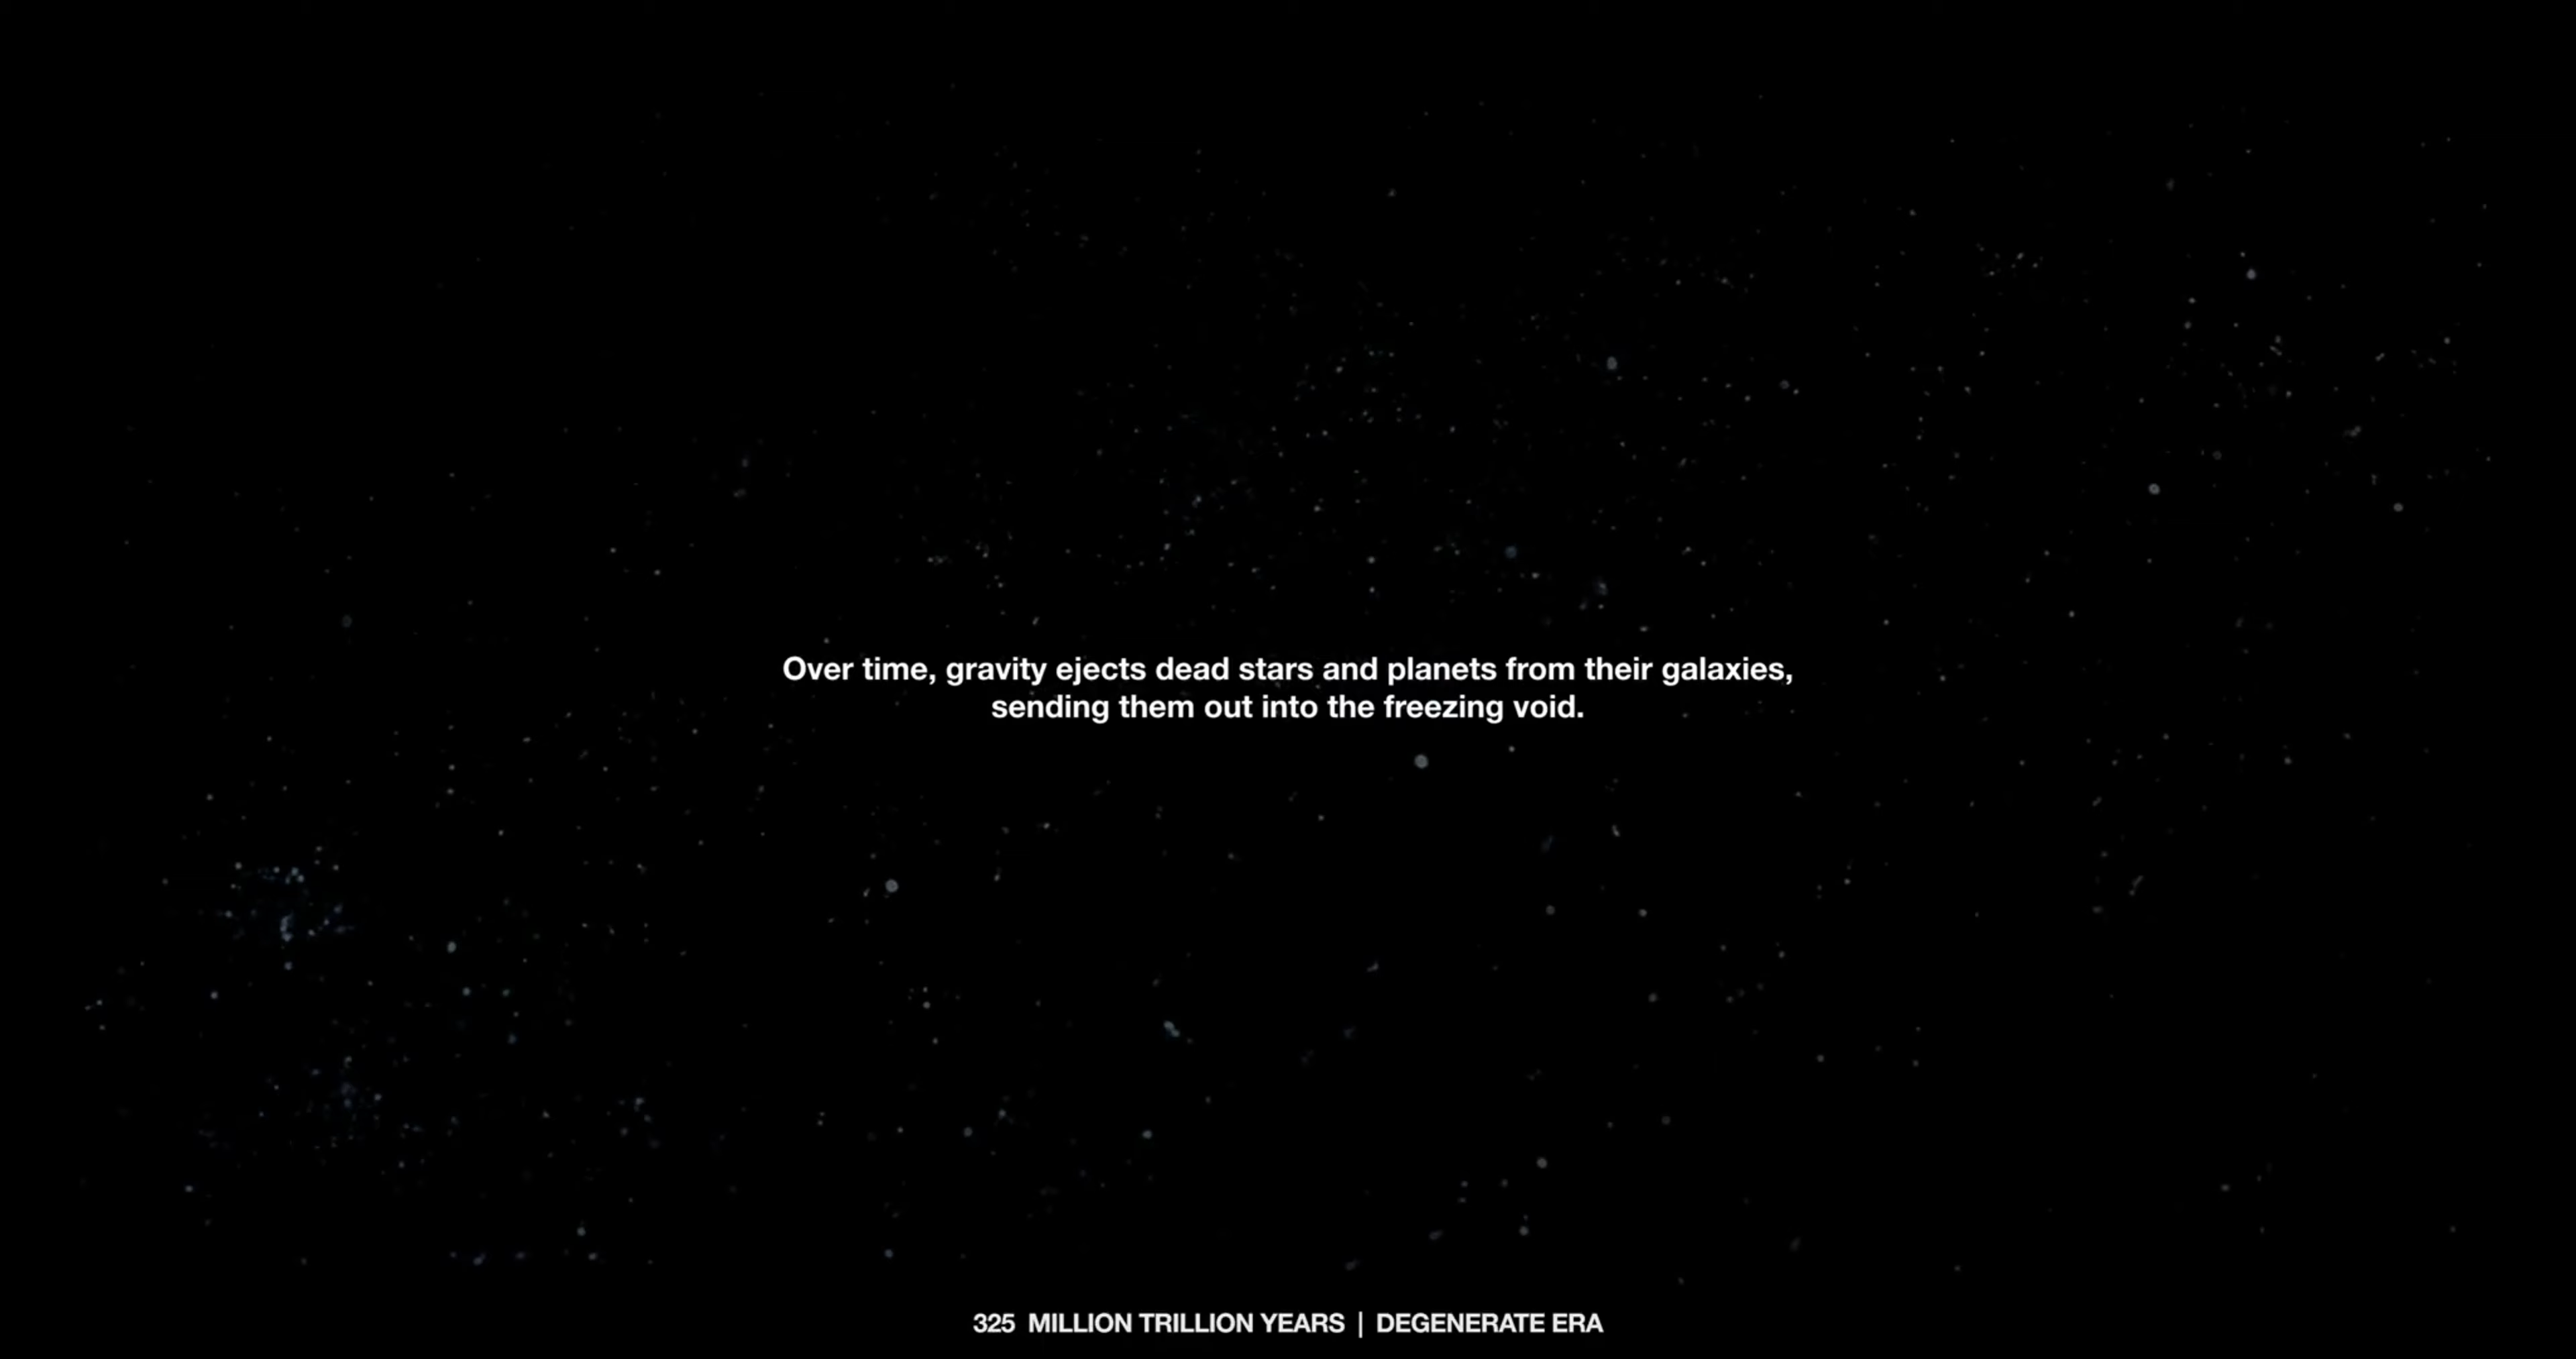 Over time, gravity ejects dead stars and planets from their galaxies,
sending them out into the freezing void.
325 MILLION TRILLION YEARS | DEGENERATE ERA